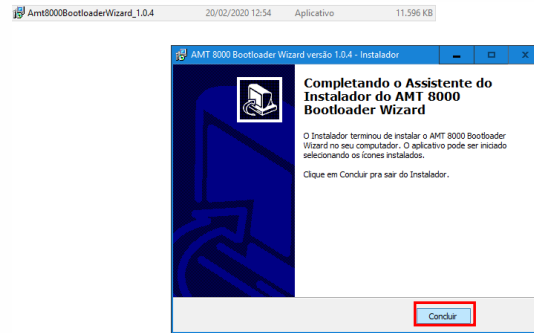 Amt8000BootloaderWizard_1.0.4 20/02/2020 12:54 Aplicativo 11.596 KB
AMT 8000 Bootloader Wizard versão 1.0.4 - Instalador
Completando o Assistente do
Instalador do AMT 8000
Bootloader Wizard
O Instalador terminou de instalar o AMT 8000 Bootloader
Wizard no seu computador. O aplicativo pode ser iniciado
selecionando os ícones instalados.
Clique em Concluir pra sair do Instalador.
Concluir